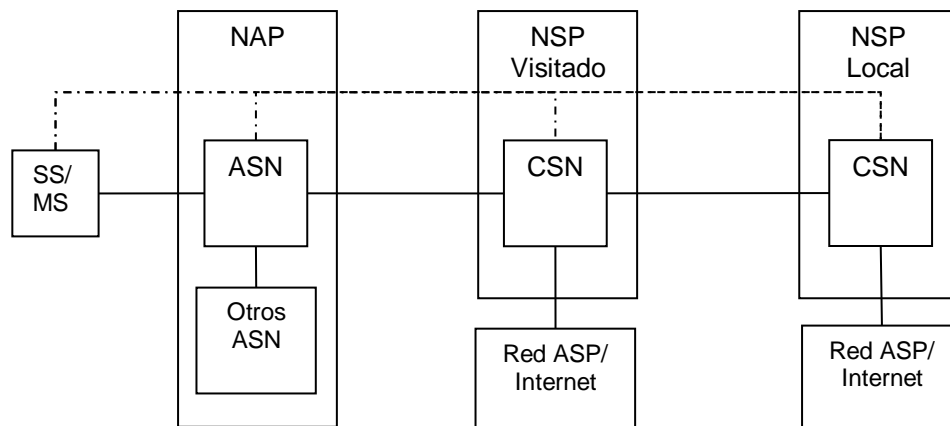 NAP
NSP
Visitado
NSP
Local
SS/
MS
ASN
CSN
CSN
Otros
ASN
Red ASP/
Internet
Red ASP/
Internet